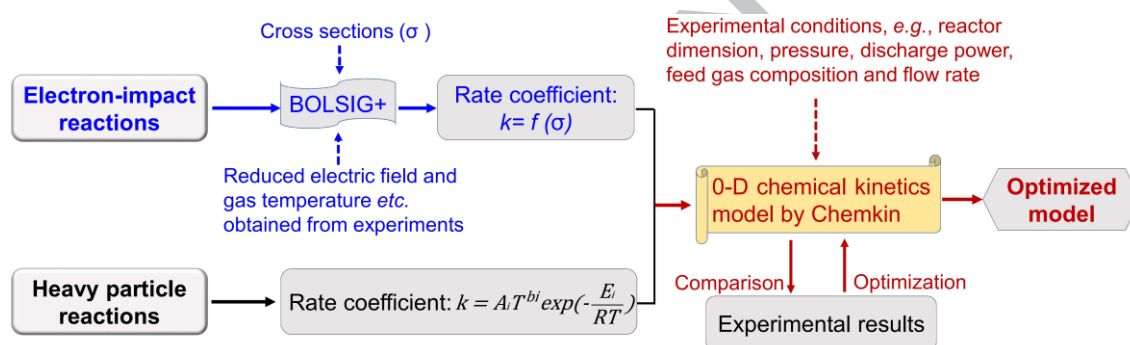 Cross sections (σ )
Electron-impact
reactions
BOLSIG+
Rate coefficient:
k= f (σ)
Reduced electric field and
gas temperature etc.
obtained from experiments
Heavy particle
reactions
Rate coefficient: k = AᵢT^{bi} exp(-\frac{Eᵢ}{RT})
Experimental conditions, e.g., reactor
dimension, pressure, discharge power,
feed gas composition and flow rate
0-D chemical kinetics
model by Chemkin
Optimized
model
Comparison
Optimization
Experimental results